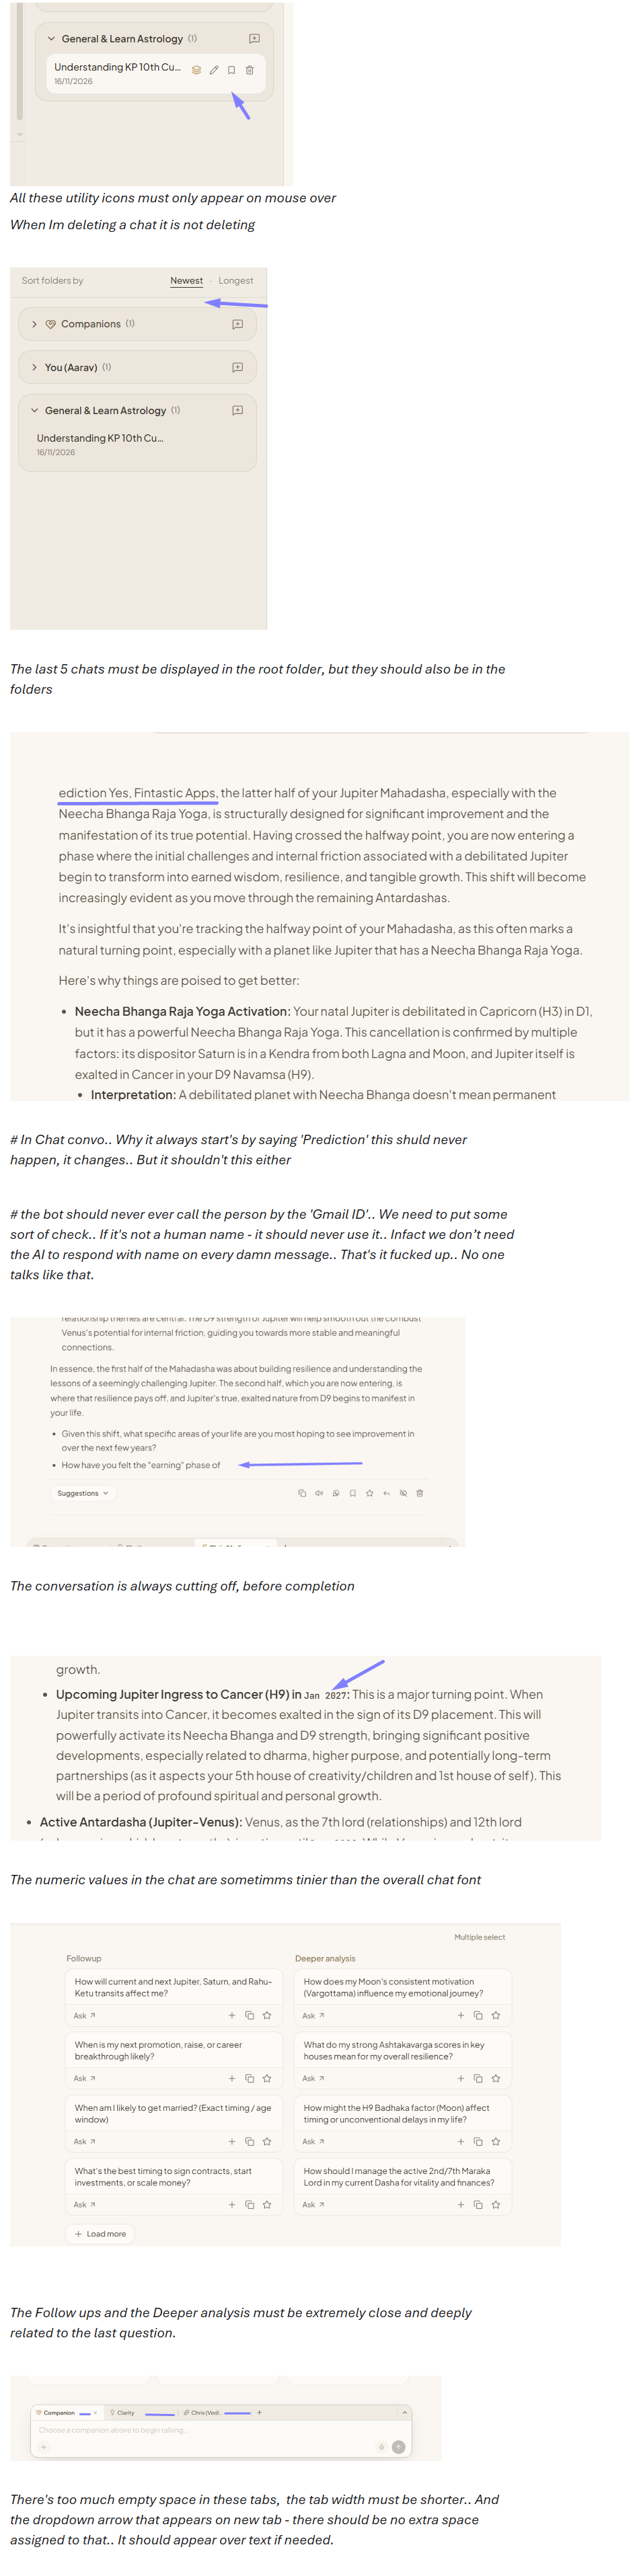 General & Learn Astrology (1)
Understanding KP 10th Cu...
16/11/2026
All these utility icons must only appear on mouse over
When Im deleting a chat it is not deleting
Sort folders by Newest · Longest
Companions (1)
You (Aarav) (1)
General & Learn Astrology (1)
Understanding KP 10th Cu...
16/11/2026
The last 5 chats must be displayed in the root folder, but they should also be in the
folders
ediction Yes, Fintastic Apps, the latter half of your Jupiter Mahadasha, especially with the
Neecha Bhanga Raja Yoga, is structurally designed for significant improvement and the
manifestation of its true potential. Having crossed the halfway point, you are now entering a
phase where the initial challenges and internal friction associated with a debilitated Jupiter
begin to transform into earned wisdom, resilience, and tangible growth. This shift will become
increasingly evident as you move through the remaining Antardashas.
It's insightful that you're tracking the halfway point of your Mahadasha, as this often marks a
natural turning point, especially with a planet like Jupiter that has a Neecha Bhanga Raja Yoga.
Here's why things are poised to get better:
• Neecha Bhanga Raja Yoga Activation: Your natal Jupiter is debilitated in Capricorn (H3) in D1,
but it has a powerful Neecha Bhanga Raja Yoga. This cancellation is confirmed by multiple
factors: its dispositor Saturn is in a Kendra from both Lagna and Moon, and Jupiter itself is
exalted in Cancer in your D9 Navamsa (H9).
• Interpretation: A debilitated planet with Neecha Bhanga doesn't mean permanent
# In Chat convo.. Why it always start's by saying 'Prediction' this shuld never
happen, it changes.. But it shouldn't this either
# the bot should never ever call the person by the 'Gmail ID'.. We need to put some
sort of check.. If it's not a human name - it should never use it.. Infact we don't need
the AI to respond with name on every damn message.. That's it fucked up.. No one
talks like that.
relationship themes are central. The D9 strength of Jupiter will help smooth out the combust
Venus's potential for internal friction, guiding you towards more stable and meaningful
connections.
In essence, the first half of the Mahadasha was about building resilience and understanding the
lessons of a seemingly challenging Jupiter. The second half, which you are now entering, is
where that resilience pays off, and Jupiter's true, exalted nature from D9 begins to manifest in
your life.
• Given this shift, what specific areas of your life are you most hoping to see improvement in
over the next few years?
• How have you felt the "earning" phase of
Suggestions
The conversation is always cutting off, before completion
growth.
• Upcoming Jupiter Ingress to Cancer (H9) in Jan 2027: This is a major turning point. When
Jupiter transits into Cancer, it becomes exalted in the sign of its D9 placement. This will
powerfully activate its Neecha Bhanga and D9 strength, bringing significant positive
developments, especially related to dharma, higher purpose, and potentially long-term
partnerships (as it aspects your 5th house of creativity/children and 1st house of self). This
will be a period of profound spiritual and personal growth.
• Active Antardasha (Jupiter-Venus): Venus, as the 7th lord (relationships) and 12th lord
The numeric values in the chat are sometimms tinier than the overall chat font
Multiple select
Followup
Deeper analysis
How will current and next Jupiter, Saturn, and Rahu-
Ketu transits affect me?
Ask
How does my Moon's consistent motivation
(Vargottama) influence my emotional journey?
Ask
When is my next promotion, raise, or career
breakthrough likely?
Ask
What do my strong Ashtakavarga scores in key
houses mean for my overall resilience?
Ask
When am I likely to get married? (Exact timing / age
window)
Ask
How might the H9 Badhaka factor (Moon) affect
timing or unconventional delays in my life?
Ask
What's the best timing to sign contracts, start
investments, or scale money?
Ask
How should I manage the active 2nd/7th Maraka
Lord in my current Dasha for vitality and finances?
Ask
+ Load more
The Follow ups and the Deeper analysis must be extremely close and deeply
related to the last question.
Companion × Clarity Chris (Vedi... +
Choose a companion above to begin talking...
There's too much empty space in these tabs, the tab width must be shorter.. And
the dropdown arrow that appears on new tab - there should be no extra space
assigned to that.. It should appear over text if needed.